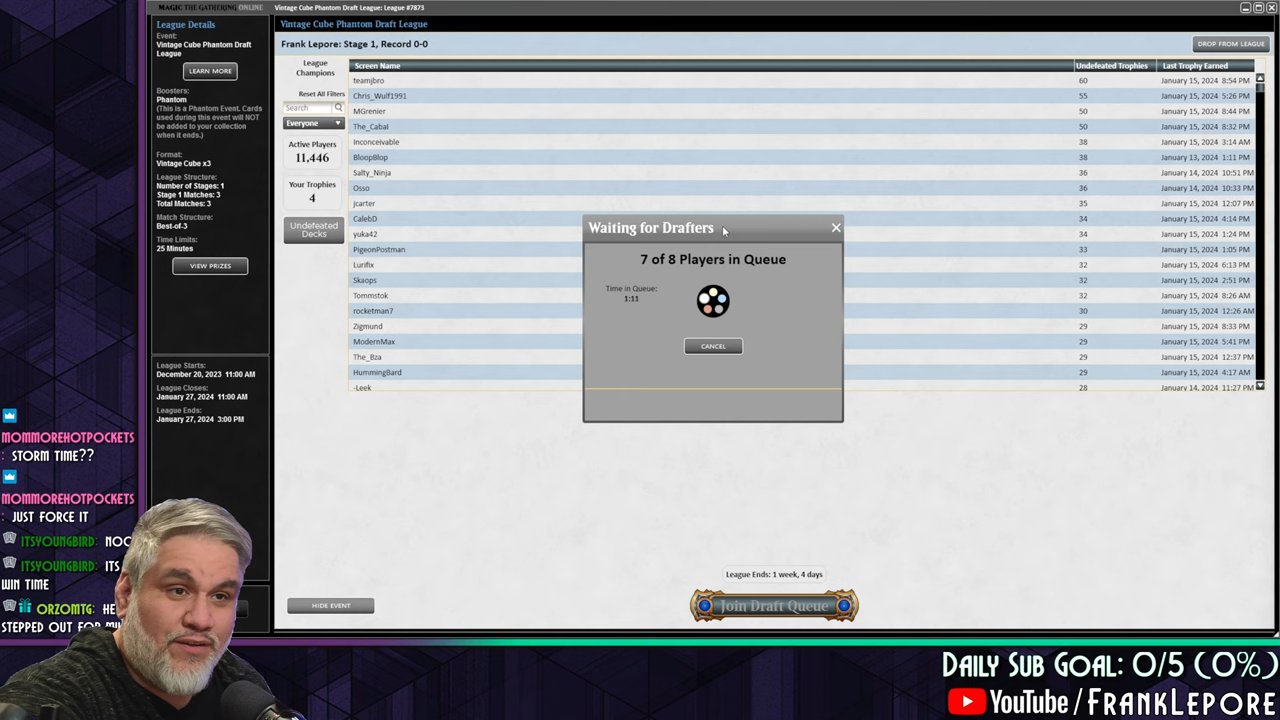 MAGIC THE GATHERING ONLINE
Vintage Cube Phantom Draft League: League #7873
League Details
Event:
Vintage Cube Phantom Draft
League
LEARN MORE
Boosters:
Phantom
(This is a Phantom Event. Cards
used during this event will NOT
be added to your collection
when it ends.)
Format:
Vintage Cube x3
League Structure:
Number of Stages: 1
Stage 1 Matches: 3
Total Matches: 3
Match Structure:
Best-of-3
Time Limits:
25 Minutes
VIEW PRIZES
League Starts:
December 20, 2023 11:00 AM
League Closes:
January 27, 2024 11:00 AM
League Ends:
January 27, 2024 3:00 PM
Vintage Cube Phantom Draft League
Frank Lepore: Stage 1, Record 0-0
DROP FROM LEAGUE
League
Champions
Reset All Filters
Search
Everyone
Active Players
11,446
Your Trophies
4
Undefeated
Decks
Screen Name Undefeated Trophies Last Trophy Earned
teamjbro 60 January 15, 2024 8:54 PM
Chris_Wulf1991 55 January 15, 2024 5:26 PM
MGrenier 50 January 15, 2024 8:44 PM
The_Cabal 50 January 15, 2024 8:32 PM
Inconceivable 38 January 15, 2024 3:14 AM
BloopBlop 38 January 13, 2024 1:11 PM
Salty_Ninja 36 January 14, 2024 10:51 PM
Osso 36 January 14, 2024 10:33 PM
jcarter 35 January 15, 2024 12:07 PM
CalebD 34 January 15, 2024 4:14 PM
yuka42 34 January 15, 2024 1:24 PM
PigeonPostman 33 January 15, 2024 1:05 PM
Lurifix 32 January 15, 2024 6:13 PM
Skaops 32 January 15, 2024 2:51 PM
Tommstok 32 January 15, 2024 8:26 AM
rocketman7 30 January 15, 2024 12:26 AM
Zigmund 29 January 15, 2024 8:33 PM
ModernMax 29 January 15, 2024 5:41 PM
The_Bza 29 January 15, 2024 12:37 PM
HummingBard 29 January 15, 2024 4:17 AM
-Leek 28 January 14, 2024 11:27 PM
Waiting for Drafters
7 of 8 Players in Queue
Time in Queue:
1:11
CANCEL
League Ends: 1 week, 4 days
HIDE EVENT
Join Draft Queue
MOMMOREHOTPOCKETS
: STORM TIME??
MOMMOREHOTPOCKETS
: JUST FORCE IT
ITSYOUNGBIRD: NOO
ITSYOUNGBIRD: ITS
WIN TIME
ORZOMTG: HE
STEPPED OUT FOR
DAILY SUB GOAL: 0/5 (0%)
YOUTUBE/FRANKLEPORE